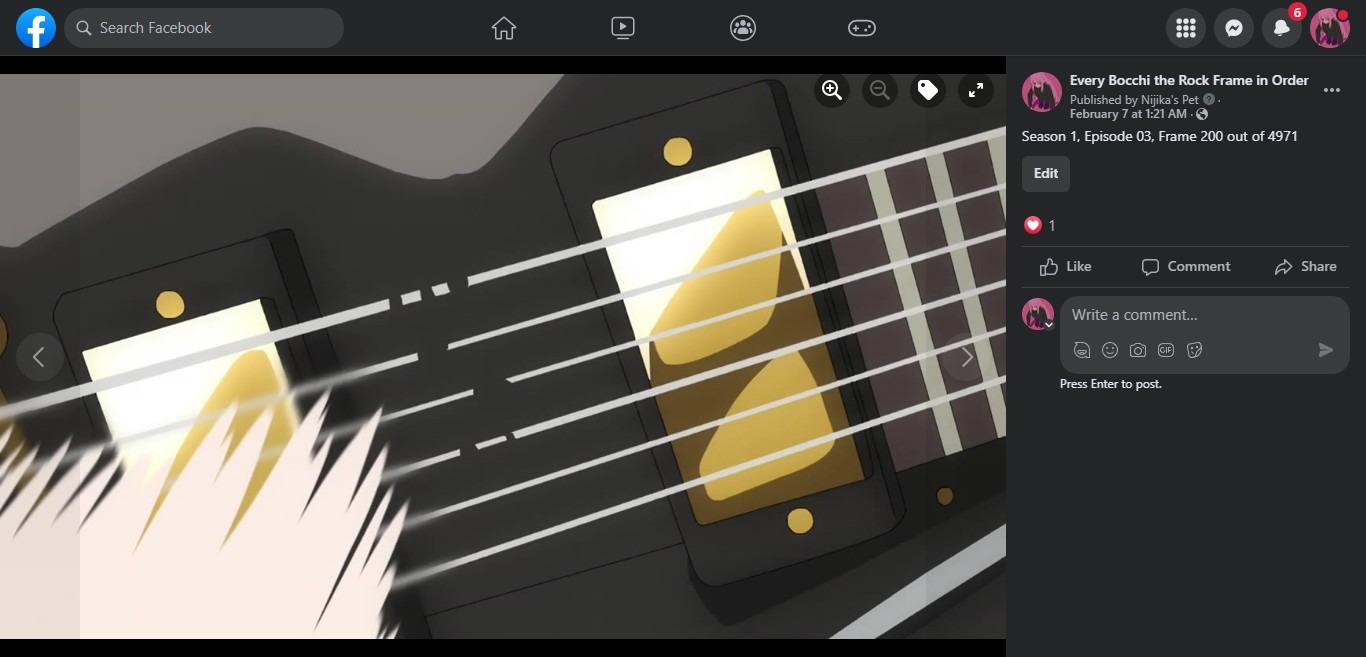 Search Facebook
6
Every Bocchi the Rock Frame in Order
Published by Nijika's Pet ·
February 7 at 1:21 AM ·
Season 1, Episode 03, Frame 200 out of 4971
Edit
1
Like
Comment
Share
Write a comment...
GIF
Press Enter to post.